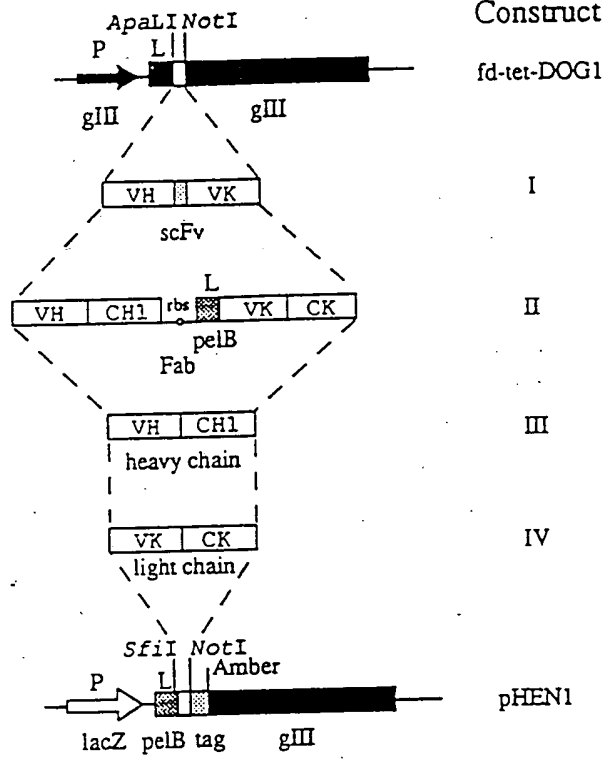 Construct
ApaLI NotI
P L
fd-tet-DOG1
gIII gIII
VH VK
I
scFv
L
VH CH1 rbs VK CK
II
pelB
Fab
VH CH1
III
heavy chain
VK CK
IV
light chain
SfiI NotI
P L Amber
pHEN1
lacZ pelB tag gIII